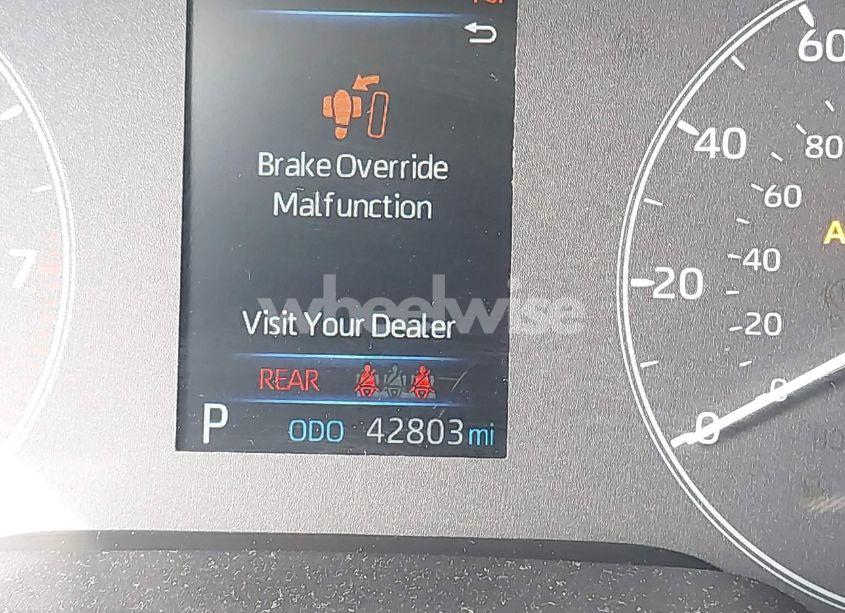 60
40
80
Brake Override
Malfunction
60
7
40
20
wheelwise
Visit Your Dealer
20
REAR
0
P
ODO 42803 mi
0